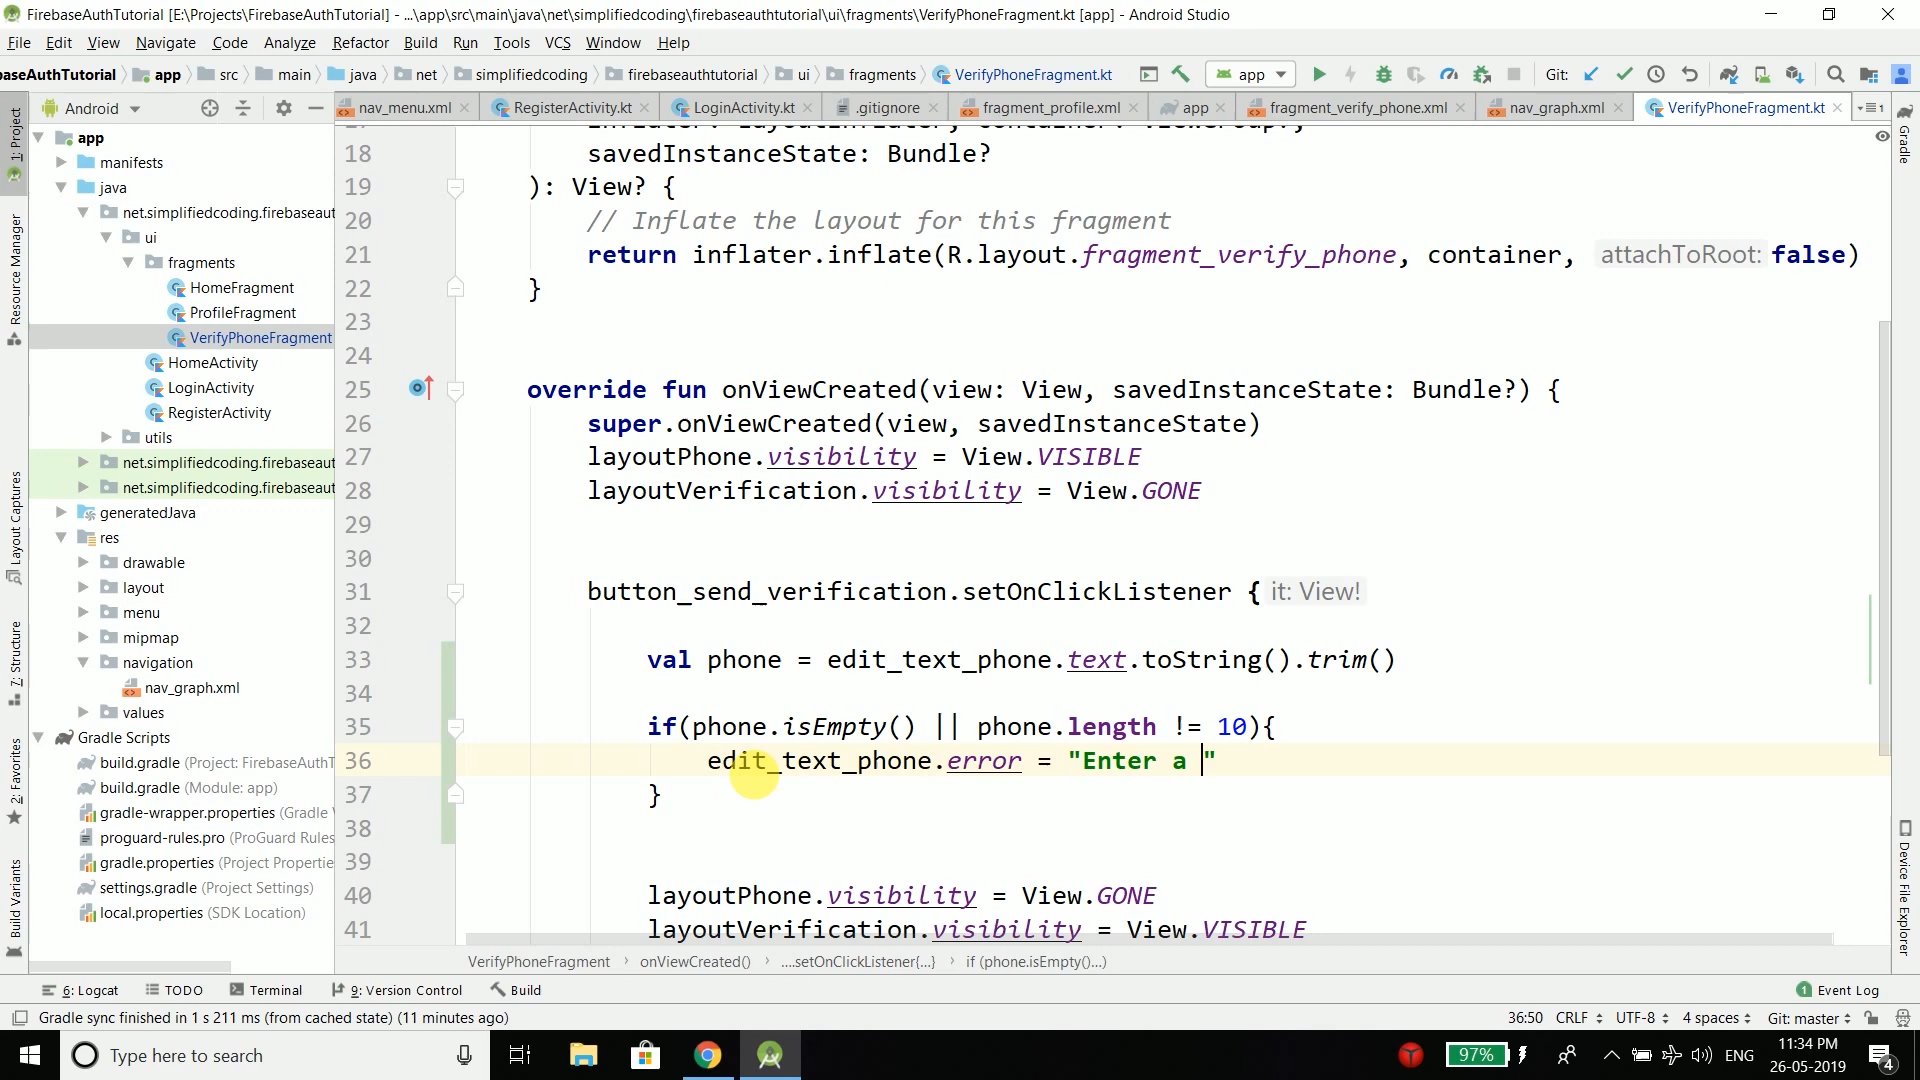 FirebaseAuthTutorial [E:\Projects\FirebaseAuthTutorial] - ...\app\src\main\java\net\simplifiedcoding\firebaseauthtutorial\ui\fragments\VerifyPhoneFragment.kt [app] - Android Studio
File Edit View Navigate Code Analyze Refactor Build Run Tools VCS Window Help
baseAuthTutorial app src main java net simplifiedcoding firebaseauthtutorial ui fragments VerifyPhoneFragment.kt app Git:
Android nav_menu.xml RegisterActivity.kt LoginActivity.kt .gitignore fragment_profile.xml app fragment_verify_phone.xml nav_graph.xml VerifyPhoneFragment.kt 1
1: Project
Resource Manager
Layout Captures
7: Structure
2: Favorites
Build Variants
app
manifests
java
net.simplifiedcoding.firebaseaut
ui
fragments
HomeFragment
ProfileFragment
VerifyPhoneFragment
HomeActivity
LoginActivity
RegisterActivity
utils
net.simplifiedcoding.firebaseaut
net.simplifiedcoding.firebaseaut
generatedJava
res
drawable
layout
menu
mipmap
navigation
nav_graph.xml
values
Gradle Scripts
build.gradle (Project: FirebaseAuthT
build.gradle (Module: app)
gradle-wrapper.properties (Gradle
proguard-rules.pro (ProGuard Rules
gradle.properties (Project Propertie
settings.gradle (Project Settings)
local.properties (SDK Location)
inflater: LayoutInflater, container: ViewGroup?,
18 savedInstanceState: Bundle?
19 ): View? {
20 // Inflate the layout for this fragment
21 return inflater.inflate(R.layout.fragment_verify_phone, container, attachToRoot: false)
22 }
23
24
25 override fun onViewCreated(view: View, savedInstanceState: Bundle?) {
26 super.onViewCreated(view, savedInstanceState)
27 layoutPhone.visibility = View.VISIBLE
28 layoutVerification.visibility = View.GONE
29
30
31 button_send_verification.setOnClickListener { it: View!
32
33 val phone = edit_text_phone.text.toString().trim()
34
35 if(phone.isEmpty() || phone.length != 10){
36 edit_text_phone.error = "Enter a "
37 }
38
39
40 layoutPhone.visibility = View.GONE
41 layoutVerification.visibility = View.VISIBLE
Gradle
Device File Explorer
VerifyPhoneFragment › onViewCreated() › ....setOnClickListener{...} › if (phone.isEmpty()...)
6: Logcat TODO Terminal 9: Version Control Build 1 Event Log
Gradle sync finished in 1 s 211 ms (from cached state) (11 minutes ago) 36:50 CRLF UTF-8 4 spaces Git: master
Type here to search 97% ENG 11:34 PM
26-05-2019 4